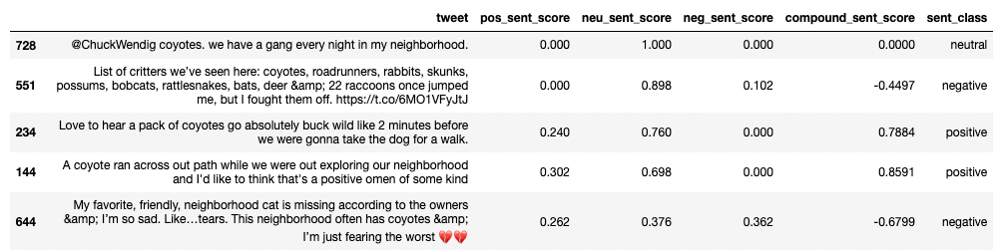 tweet pos_sent_score neu_sent_score neg_sent_score compound_sent_score sent_class
728 @ChuckWendig coyotes. we have a gang every night in my neighborhood. 0.000 1.000 0.000 0.0000 neutral
List of critters we've seen here: coyotes, roadrunners, rabbits, skunks,
551 possums, bobcats, rattlesnakes, bats, deer &amp; 22 raccoons once jumped 0.000 0.898 0.102 -0.4497 negative
me, but I fought them off. https://t.co/6MO1VFyJtJ
234 Love to hear a pack of coyotes go absolutely buck wild like 2 minutes before 0.240 0.760 0.000 0.7884 positive
we were gonna take the dog for a walk.
144 A coyote ran across out path while we were out exploring our neighborhood 0.302 0.698 0.000 0.8591 positive
and I'd like to think that's a positive omen of some kind
My favorite, friendly, neighborhood cat is missing according to the owners
644 &amp; I'm so sad. Like…tears. This neighborhood often has coyotes &amp; 0.262 0.376 0.362 -0.6799 negative
I'm just fearing the worst 💔💔